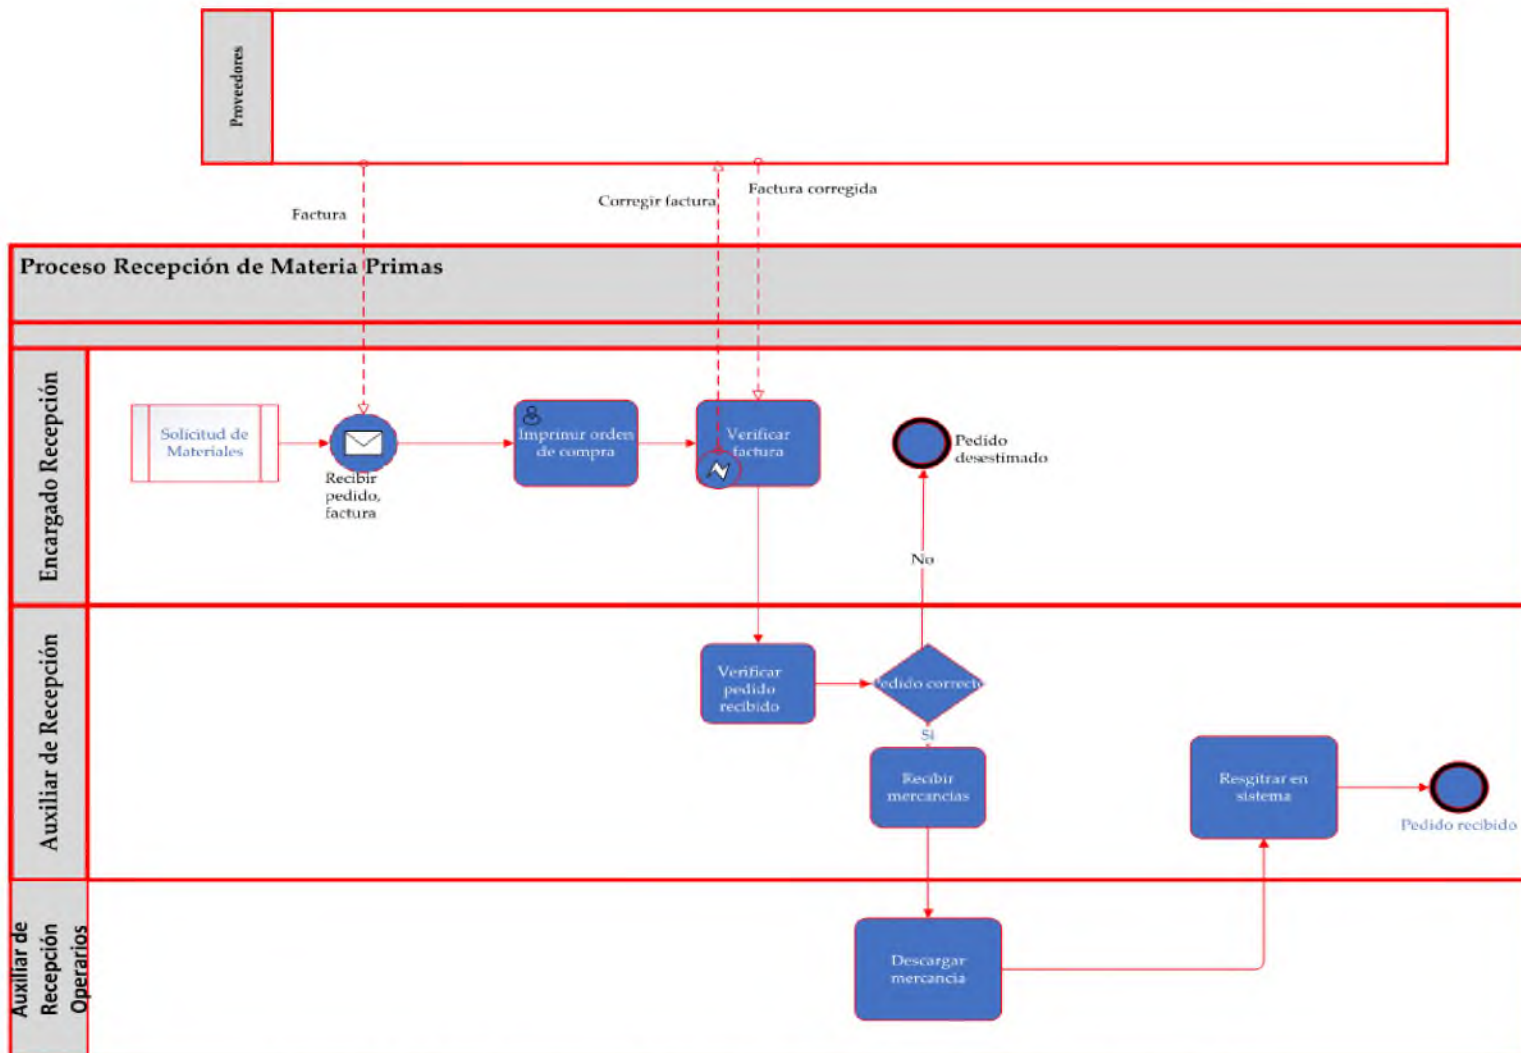 Proveedores
Factura
Corregir factura
Factura corregida
Proceso Recepción de Materia Primas
Encargado Recepción
Solicitud de
Materiales
Recibir
pedido,
factura
Imprimir orden
de compra
Verificar
factura
Pedido
desestimado
No
Auxiliar de Recepción
Verificar
pedido
recibido
Pedido correcto
Si
Recibir
mercancías
Resgitrar en
sistema
Pedido recibido
Auxiliar de
Recepción
Operarios
Descargar
mercancia